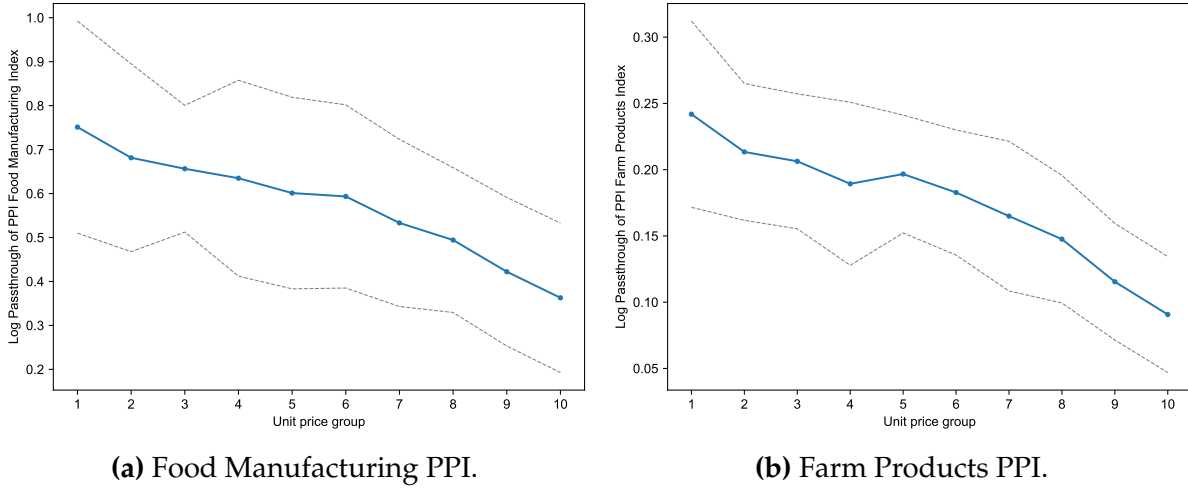 Log Passthrough of PPI Food Manufacturing Index
1.0
0.9
0.8
0.7
0.6
0.5
0.4
0.3
0.2
1 2 3 4 5 6 7 8 9 10
Unit price group
(a) Food Manufacturing PPI.
Log Passthrough of PPI Farm Products Index
0.30
0.25
0.20
0.15
0.10
0.05
1 2 3 4 5 6 7 8 9 10
Unit price group
(b) Farm Products PPI.